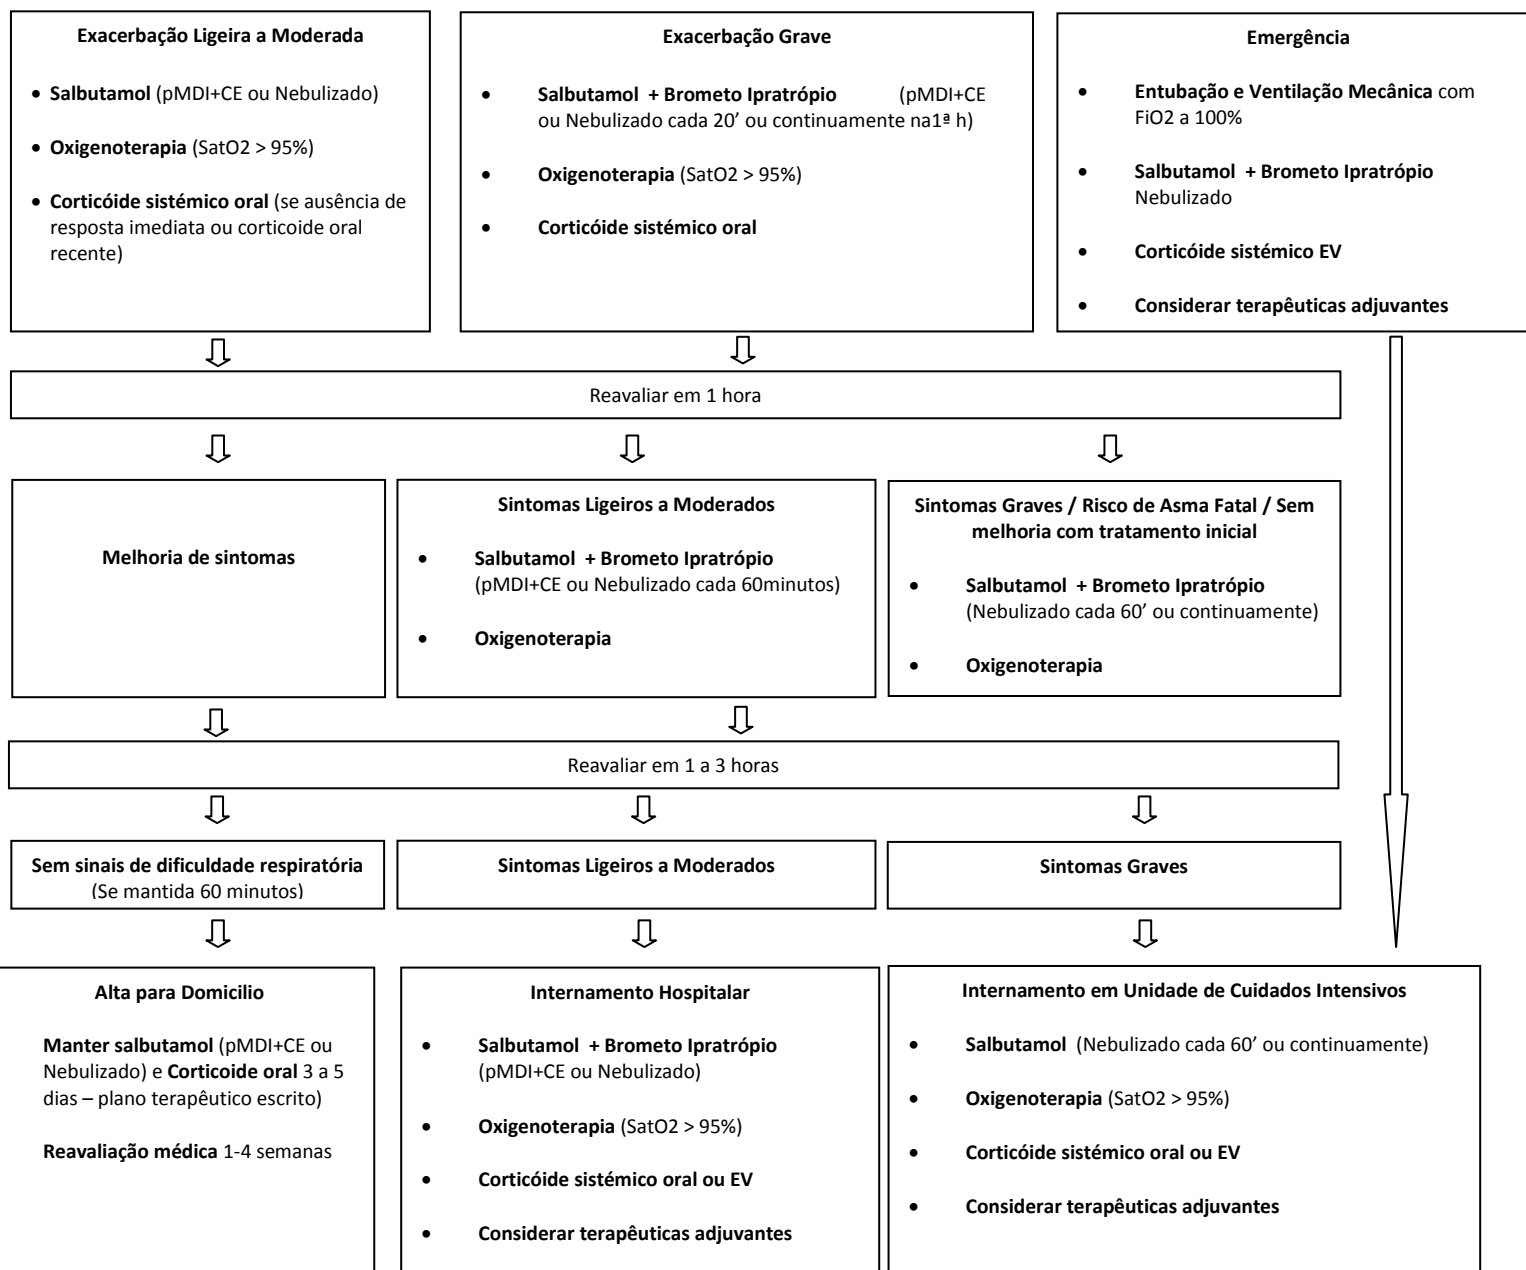 Exacerbação Ligeira a Moderada
• Salbutamol (pMDI+CE ou Nebulizado)
• Oxigenoterapia (SatO2 > 95%)
• Corticóide sistémico oral (se ausência de
resposta imediata ou corticoide oral
recente)
Exacerbação Grave
• Salbutamol + Brometo Ipratrópio (pMDI+CE
ou Nebulizado cada 20’ ou continuamente na1ª h)
• Oxigenoterapia (SatO2 > 95%)
• Corticóide sistémico oral
Emergência
• Entubação e Ventilação Mecânica com
FiO2 a 100%
• Salbutamol + Brometo Ipratrópio
Nebulizado
• Corticóide sistémico EV
• Considerar terapêuticas adjuvantes
Reavaliar em 1 hora
Melhoria de sintomas
Sintomas Ligeiros a Moderados
• Salbutamol + Brometo Ipratrópio
(pMDI+CE ou Nebulizado cada 60minutos)
• Oxigenoterapia
Sintomas Graves / Risco de Asma Fatal / Sem
melhoria com tratamento inicial
• Salbutamol + Brometo Ipratrópio
(Nebulizado cada 60’ ou continuamente)
• Oxigenoterapia
Reavaliar em 1 a 3 horas
Sem sinais de dificuldade respiratória
(Se mantida 60 minutos)
Sintomas Ligeiros a Moderados
Sintomas Graves
Alta para Domicilio
Manter salbutamol (pMDI+CE ou
Nebulizado) e Corticoide oral 3 a 5
dias – plano terapêutico escrito)
Reavaliação médica 1-4 semanas
Internamento Hospitalar
• Salbutamol + Brometo Ipratrópio
(pMDI+CE ou Nebulizado)
• Oxigenoterapia (SatO2 > 95%)
• Corticóide sistémico oral ou EV
• Considerar terapêuticas adjuvantes
Internamento em Unidade de Cuidados Intensivos
• Salbutamol (Nebulizado cada 60’ ou continuamente)
• Oxigenoterapia (SatO2 > 95%)
• Corticóide sistémico oral ou EV
• Considerar terapêuticas adjuvantes